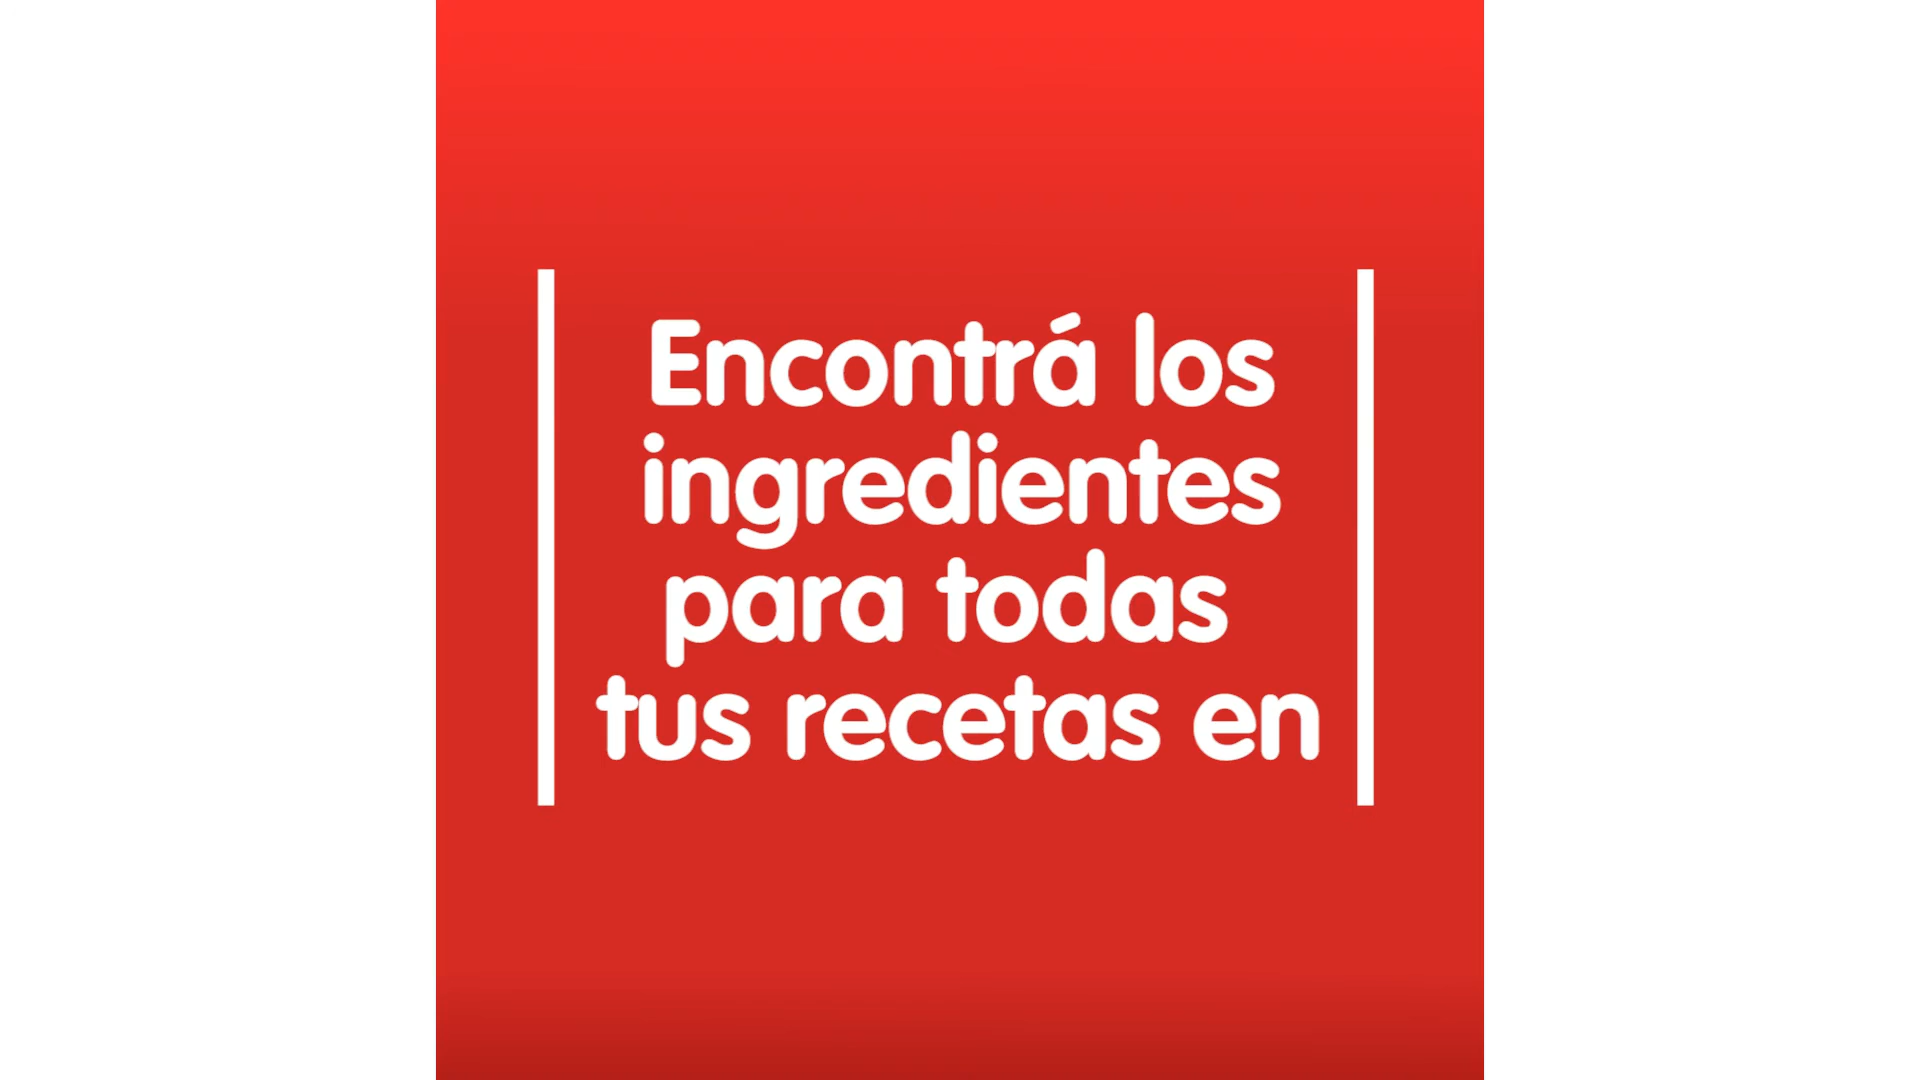 Encontrá los
ingredientes
para todas
tus recetas en